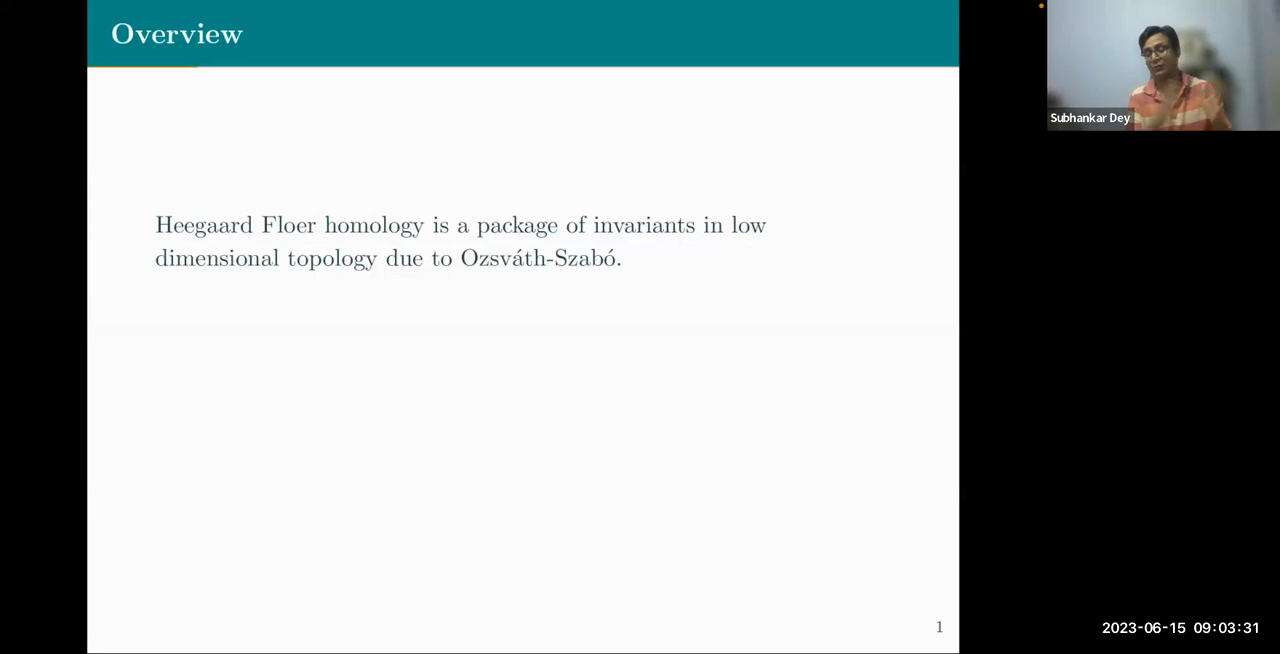 Overview
Subhankar Dey
Heegaard Floer homology is a package of invariants in low
dimensional topology due to Ozsváth-Szabó.
1
2023-06-15 09:03:31